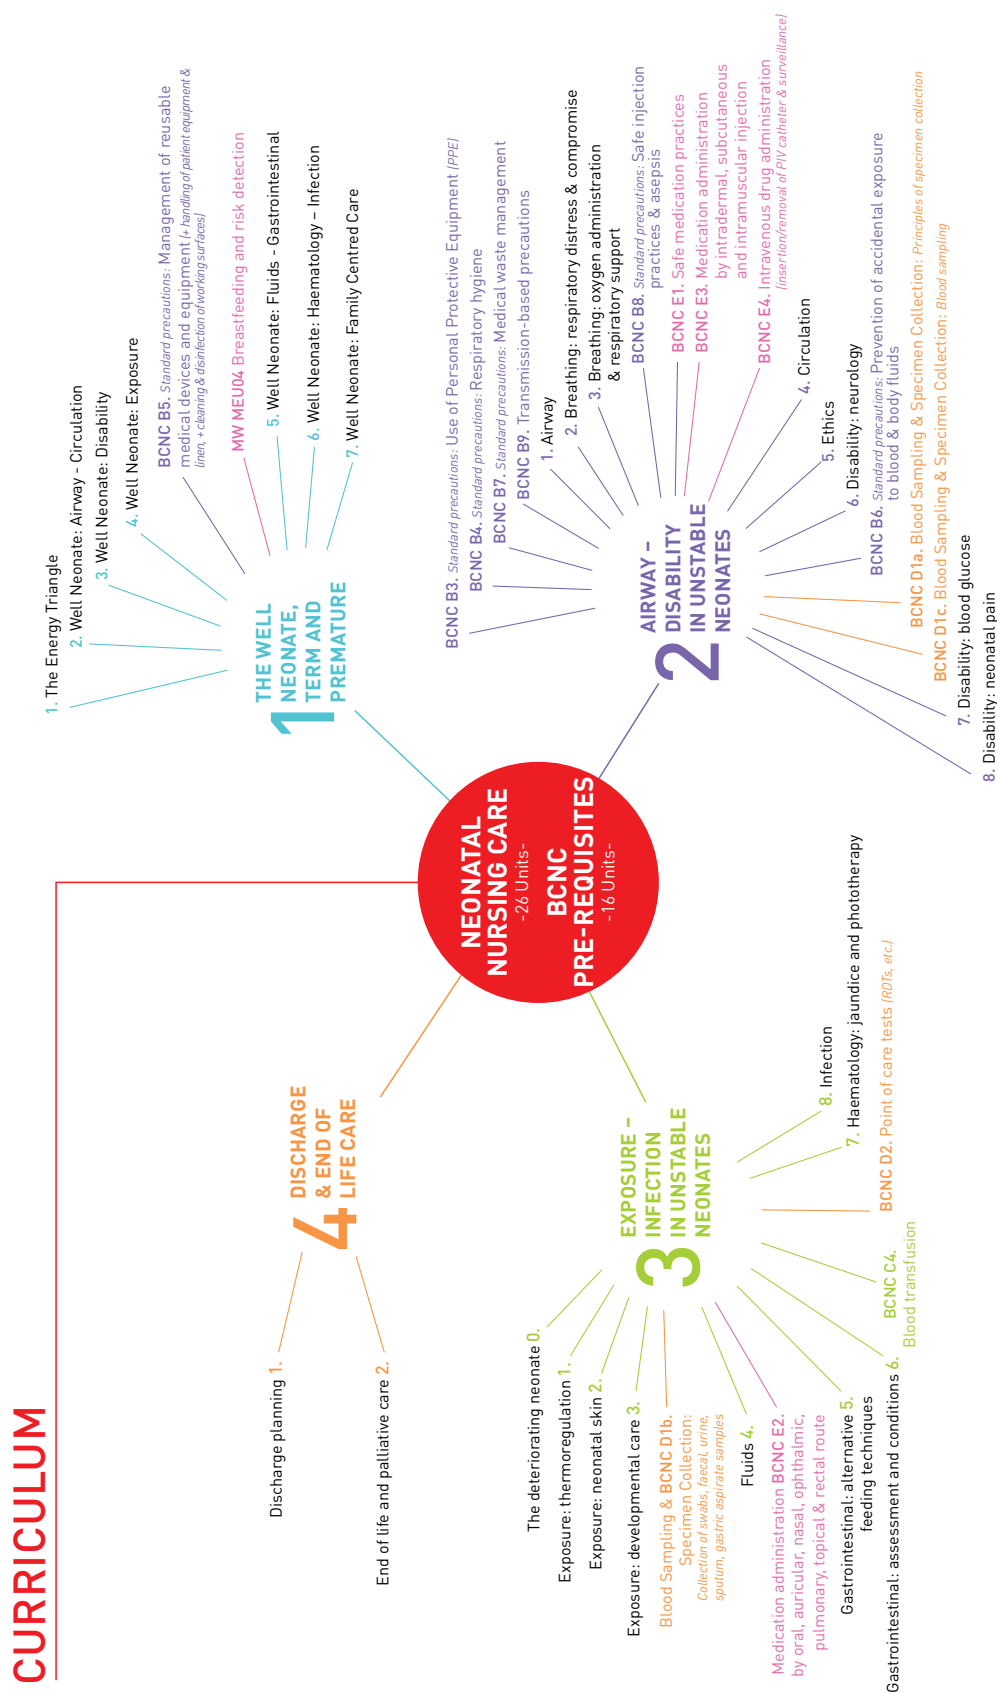 CURRICULUM
NEONATAL
NURSING CARE
-26 Units-
BCNC
PRE-REQUISITES
-16 Units-
1
THE WELL
NEONATE,
TERM AND
PREMATURE
1. The Energy Triangle
2. Well Neonate: Airway - Circulation
3. Well Neonate: Disability
4. Well Neonate: Exposure
BCNC B5. Standard precautions: Management of reusable
medical devices and equipment (+ handling of patient equipment &
linen, + cleaning & disinfection of working surfaces)
MW MEU04 Breastfeeding and risk detection
5. Well Neonate: Fluids - Gastrointestinal
6. Well Neonate: Haematology – Infection
7. Well Neonate: Family Centred Care
2
AIRWAY –
DISABILITY
IN UNSTABLE
NEONATES
BCNC B3. Standard precautions: Use of Personal Protective Equipment (PPE)
BCNC B4. Standard precautions: Respiratory hygiene
BCNC B7. Standard precautions: Medical waste management
BCNC B9. Transmission-based precautions
1. Airway
2. Breathing: respiratory distress & compromise
3. Breathing: oxygen administration
& respiratory support
BCNC B8. Standard precautions: Safe injection
practices & asepsis
BCNC E1. Safe medication practices
BCNC E3. Medication administration
by intradermal, subcutaneous
and intramuscular injection
BCNC E4. Intravenous drug administration
(insertion/removal of PIV catheter & surveillance)
4. Circulation
5. Ethics
6. Disability: neurology
BCNC B6. Standard precautions: Prevention of accidental exposure
to blood & body fluids
BCNC D1a. Blood Sampling & Specimen Collection: Principles of specimen collection
BCNC D1c. Blood Sampling & Specimen Collection: Blood sampling
7. Disability: blood glucose
8. Disability: neonatal pain
3
EXPOSURE –
INFECTION
IN UNSTABLE
NEONATES
The deteriorating neonate 0.
Exposure: thermoregulation 1.
Exposure: neonatal skin 2.
Exposure: developmental care 3.
Blood Sampling & BCNC D1b.
Specimen Collection:
Collection of swabs, faecal, urine,
sputum, gastric aspirate samples
Fluids 4.
Medication administration BCNC E2.
by oral, auricular, nasal, ophthalmic,
pulmonary, topical & rectal route
Gastrointestinal: alternative 5.
feeding techniques
Gastrointestinal: assessment and conditions 6.
BCNC C4.
Blood transfusion
BCNC D2. Point of care tests (RDTs, etc.)
7. Haematology: jaundice and phototherapy
8. Infection
4
DISCHARGE
& END OF
LIFE CARE
Discharge planning 1.
End of life and palliative care 2.